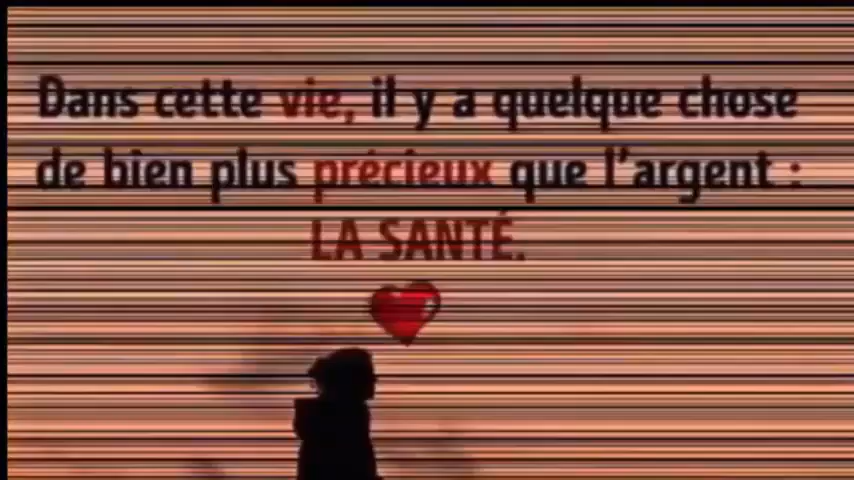 Dans cette vie, il y a quelque chose
de bien plus précieux que l'argent :
LA SANTÉ.